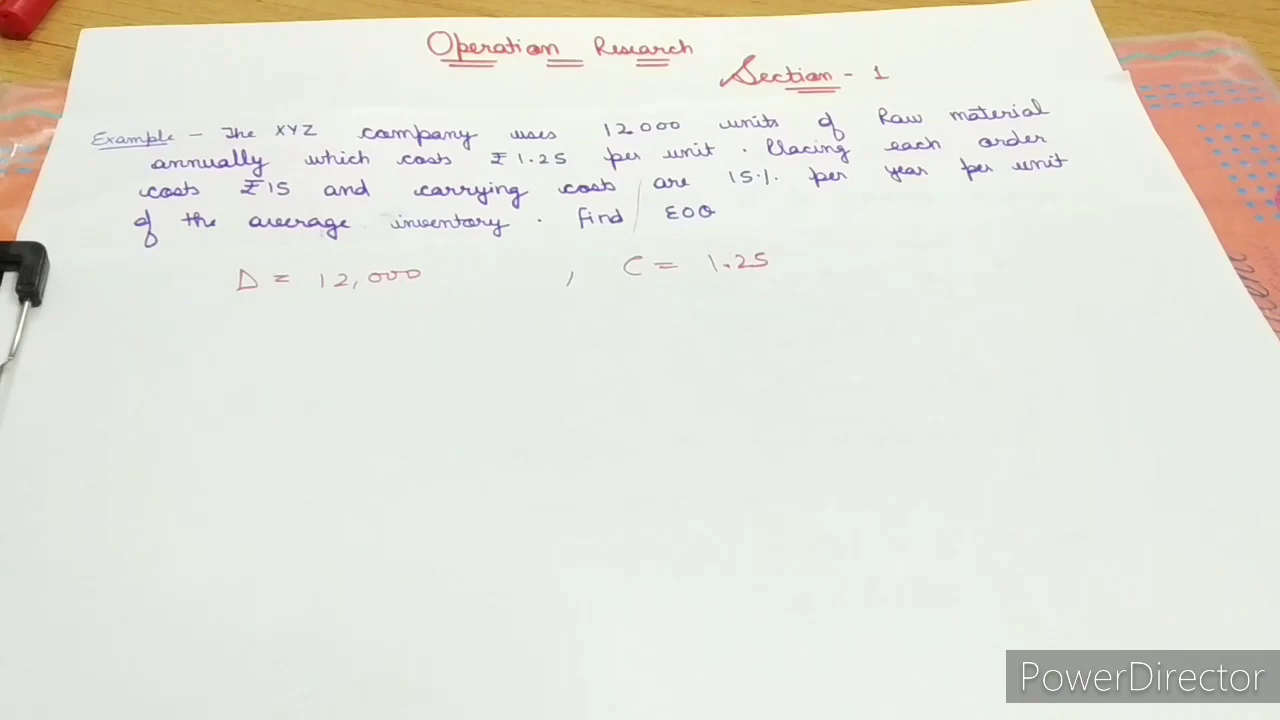 Operation Research
Section - 1
Example - The XYZ company uses 12000 units of Raw material
annually which costs ₹ 1.25 per unit. Placing each order
costs ₹15 and carrying costs are 15% per year per unit
of the average inventory. Find EOQ
D = 12,000 , C = 1.25
PowerDirector